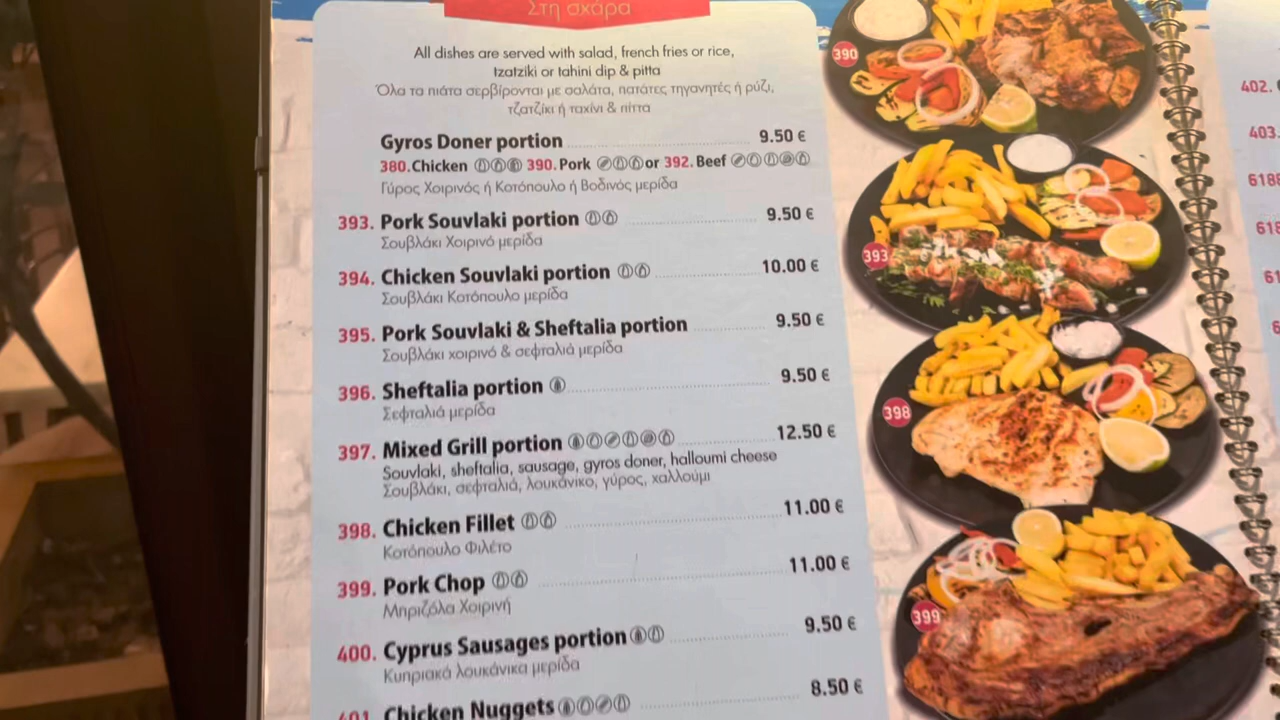 Στη σχάρα
All dishes are served with salad, french fries or rice,
tzatziki or tahini dip & pitta
Όλα τα πιάτα σερβίρονται με σαλάτα, πατάτες τηγανητές ή ρύζι,
τζατζίκι ή ταχίνι & πίττα
Gyros Doner portion 9.50 €
380. Chicken 390. Pork or 392. Beef
Γύρος Χοιρινός ή Κοτόπουλο ή Βοδινός μερίδα
393. Pork Souvlaki portion 9.50 €
Σουβλάκι Χοιρινό μερίδα
394. Chicken Souvlaki portion 10.00 €
Σουβλάκι Κοτόπουλο μερίδα
395. Pork Souvlaki & Sheftalia portion 9.50 €
Σουβλάκι χοιρινό & σεφταλιά μερίδα
396. Sheftalia portion 9.50 €
Σεφταλιά μερίδα
397. Mixed Grill portion 12.50 €
Souvlaki, sheftalia, sausage, gyros doner, halloumi cheese
Σουβλάκι, σεφταλιά, λουκάνικο, γύρος, χαλλούμι
398. Chicken Fillet 11.00 €
Κοτόπουλο Φιλέτο
399. Pork Chop 11.00 €
Μπριζόλα Χοιρινή
400. Cyprus Sausages portion 9.50 €
Κυπριακά λουκάνικα μερίδα
401. Chicken Nuggets 8.50 €
390
393
398
399
402.
403.